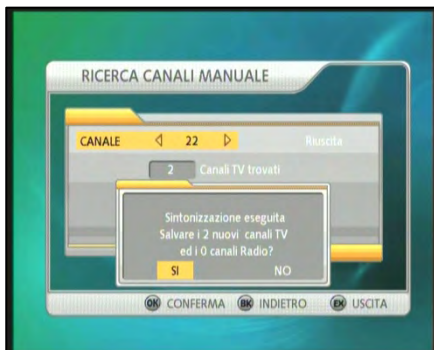 RICERCA CANALI MANUALE
CANALE 22 Riuscita
2 Canali TV trovati
Sintonizzazione eseguita
Salvare i 2 nuovi canali TV
ed i 0 canali Radio?
SI NO
OK CONFERMA BK INDIETRO EX USCITA